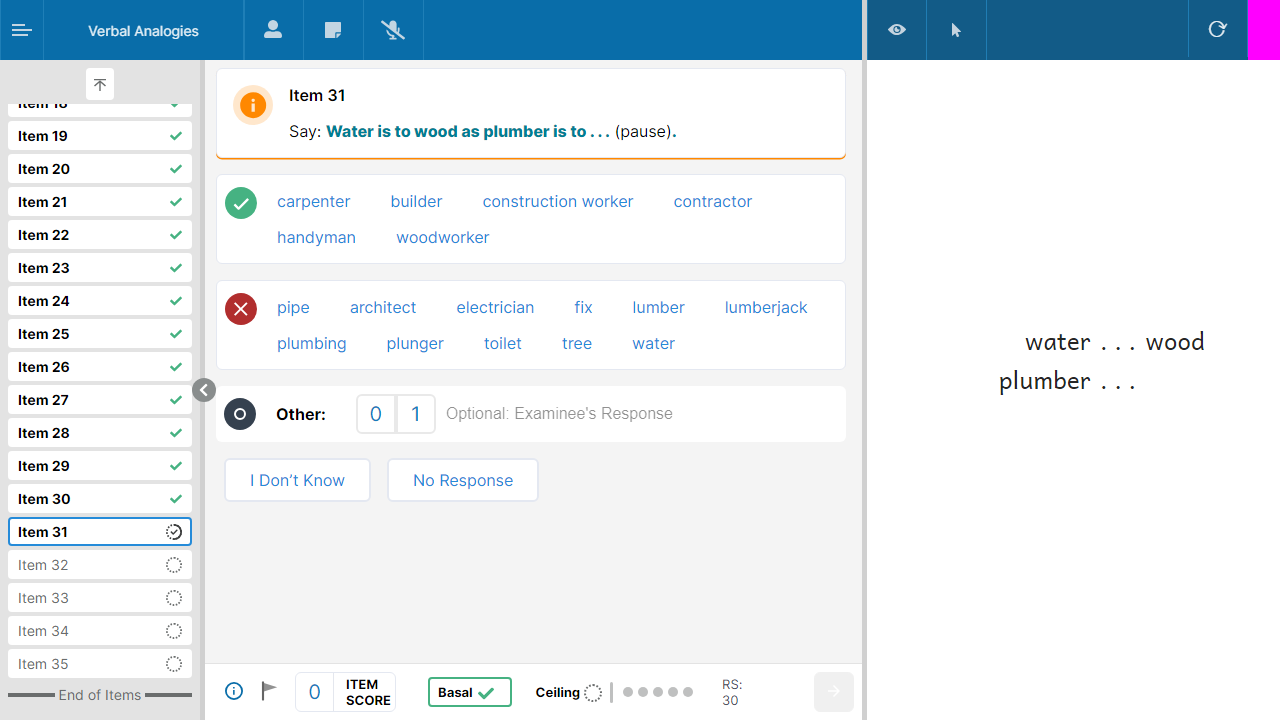 Verbal Analogies
Item 18
Item 19
Item 20
Item 21
Item 22
Item 23
Item 24
Item 25
Item 26
Item 27
Item 28
Item 29
Item 30
Item 31
Item 32
Item 33
Item 34
Item 35
End of Items
Item 31
Say: Water is to wood as plumber is to . . . (pause).
carpenter builder construction worker contractor
handyman woodworker
pipe architect electrician fix lumber lumberjack
plumbing plunger toilet tree water
Other: 0 1 Optional: Examinee's Response
I Don't Know No Response
0 ITEM SCORE Basal Ceiling RS: 30
water . . . wood
plumber . . .